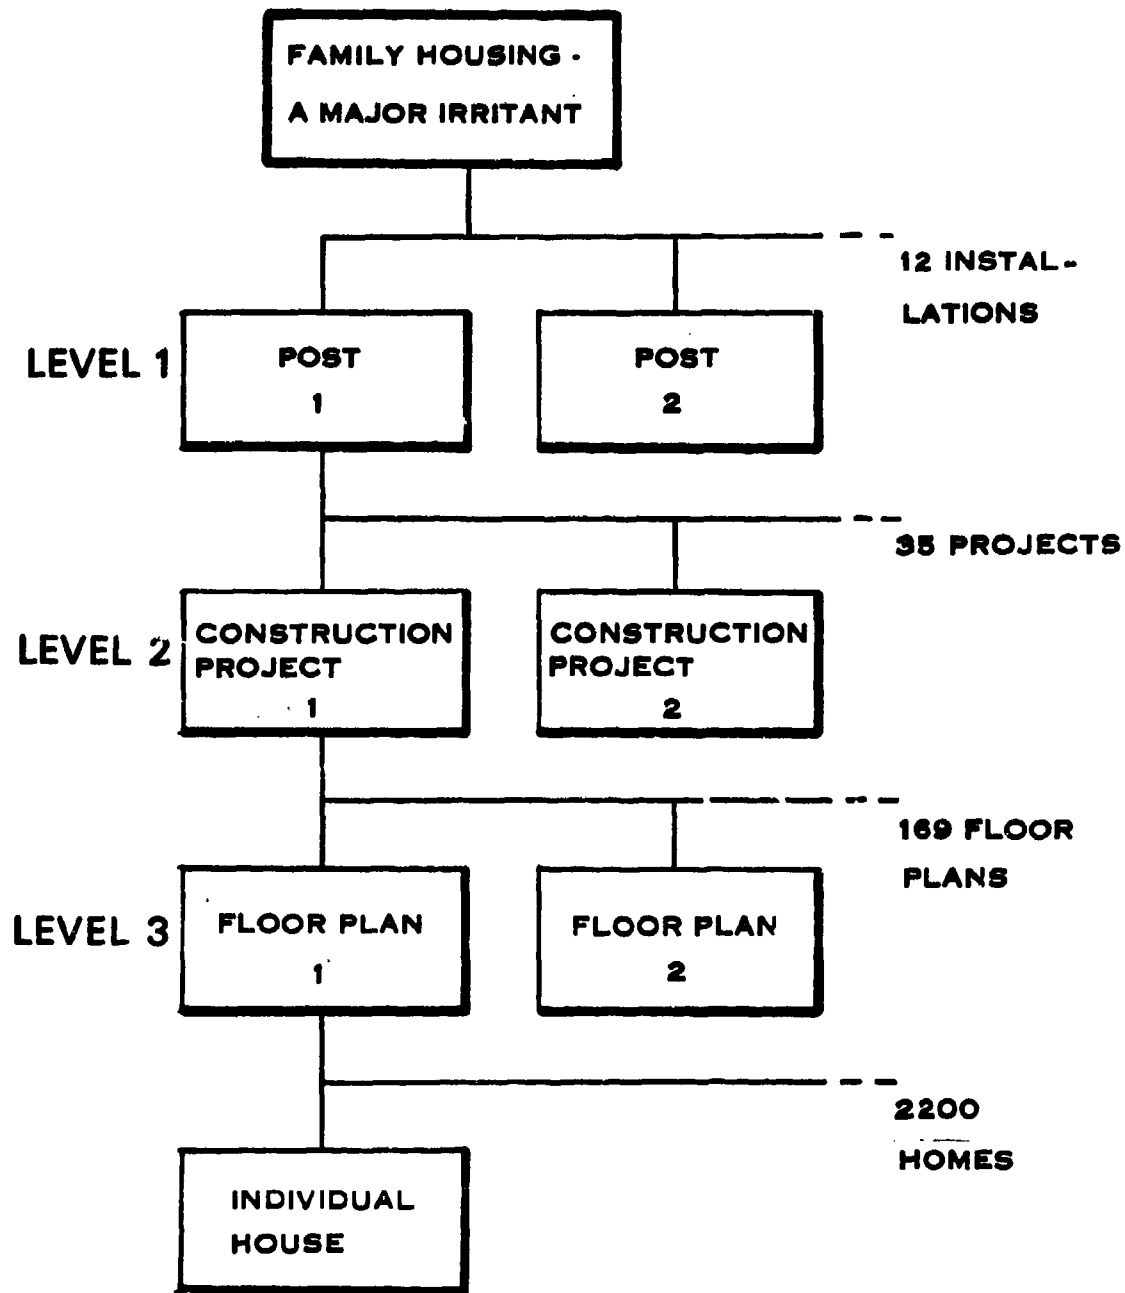 FAMILY HOUSING -
A MAJOR IRRITANT
12 INSTAL-
LATIONS
LEVEL 1
POST
1
POST
2
35 PROJECTS
LEVEL 2
CONSTRUCTION
PROJECT
1
CONSTRUCTION
PROJECT
2
169 FLOOR
PLANS
LEVEL 3
FLOOR PLAN
1
FLOOR PLAN
2
2200
HOMES
INDIVIDUAL
HOUSE